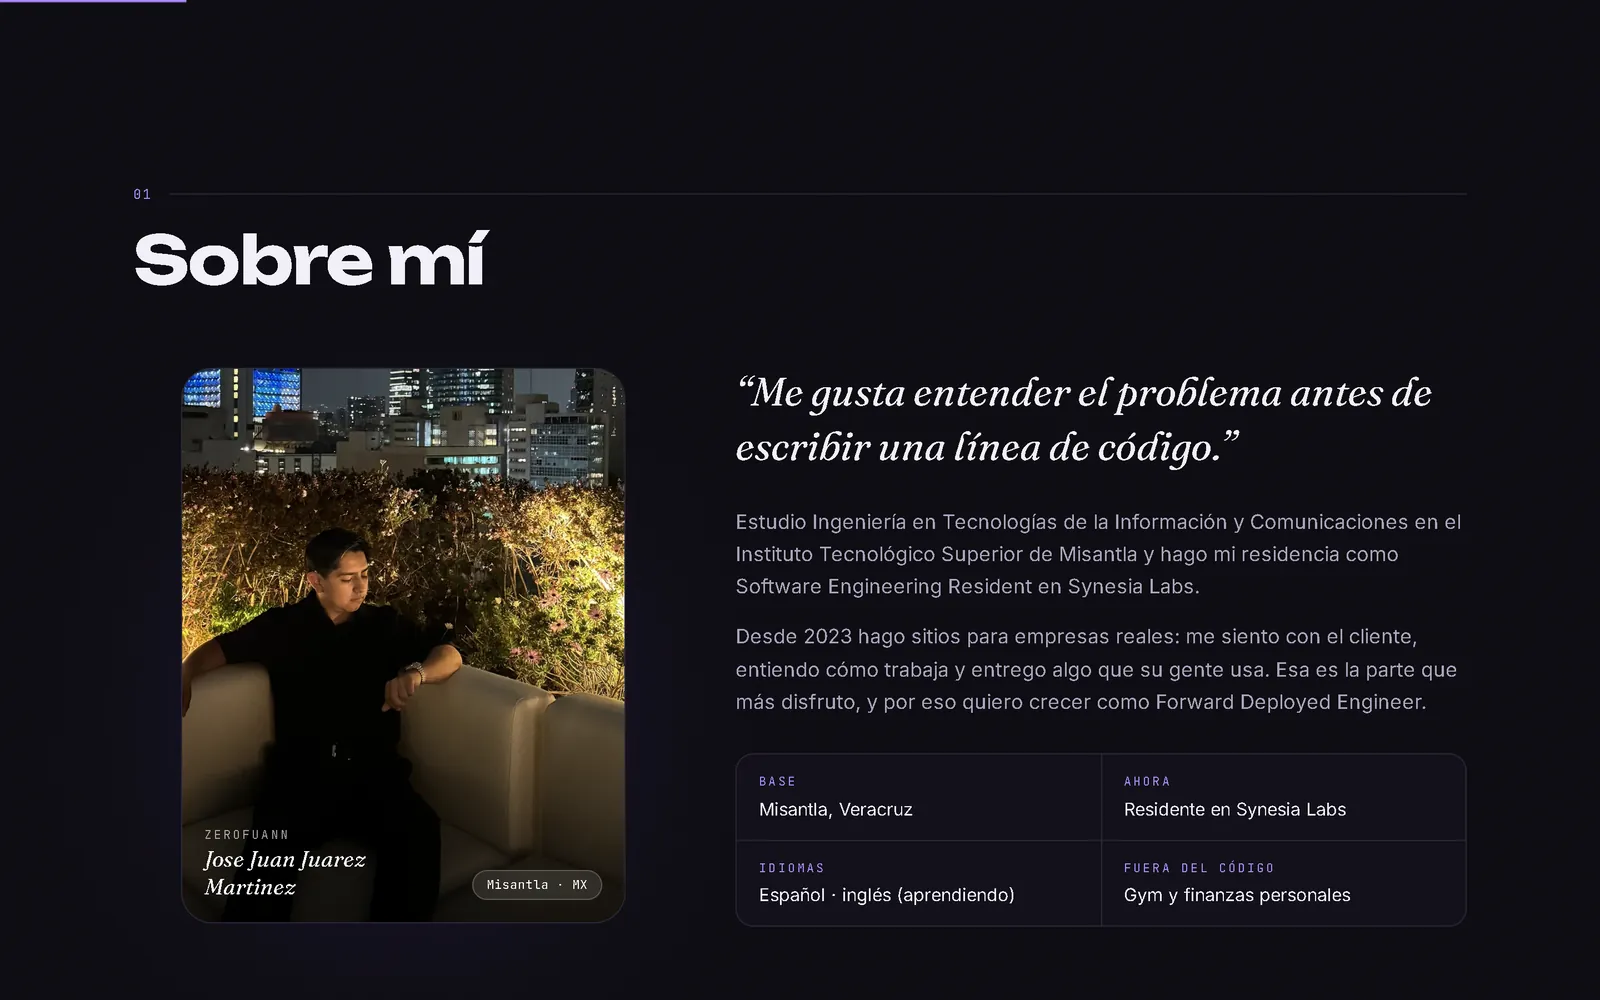 01
Sobre mí
ZEROFUANN
Jose Juan Juarez
Martinez
Misantla · MX
“Me gusta entender el problema antes de
escribir una línea de código.”
Estudio Ingeniería en Tecnologías de la Información y Comunicaciones en el
Instituto Tecnológico Superior de Misantla y hago mi residencia como
Software Engineering Resident en Synesia Labs.
Desde 2023 hago sitios para empresas reales: me siento con el cliente,
entiendo cómo trabaja y entrego algo que su gente usa. Esa es la parte que
más disfruto, y por eso quiero crecer como Forward Deployed Engineer.
BASE
Misantla, Veracruz
AHORA
Residente en Synesia Labs
IDIOMAS
Español · inglés (aprendiendo)
FUERA DEL CÓDIGO
Gym y finanzas personales